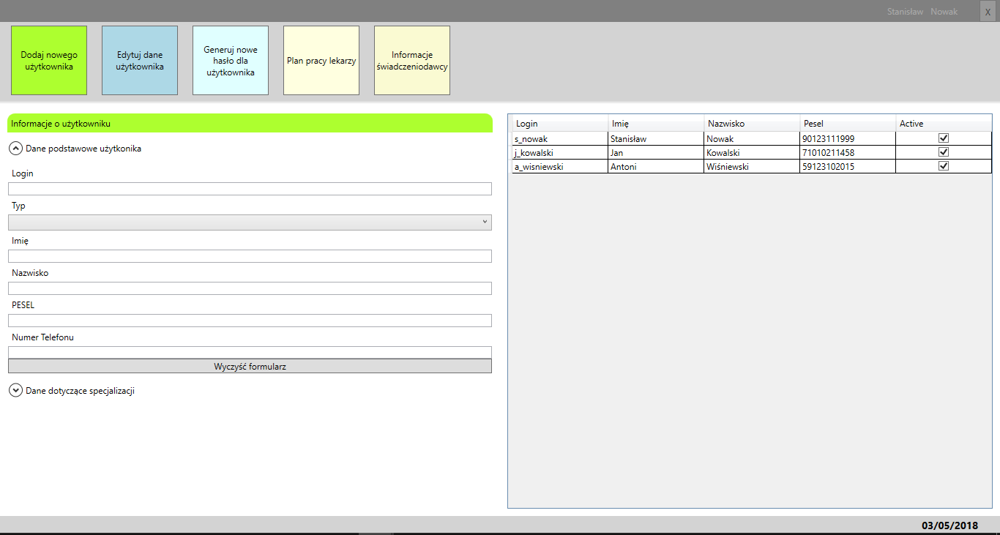 Stanisław Nowak X
Dodaj nowego
użytkownika
Edytuj dane
użytkownika
Generuj nowe
hasło dla
użytkownika
Plan pracy lekarzy
Informacje
świadczeniodawcy
Informacje o użytkowniku
Dane podstawowe użytkonika
Login
Typ
Imię
Nazwisko
PESEL
Numer Telefonu
Wyczyść formularz
Dane dotyczące specjalizacji
Login Imię Nazwisko Pesel Active
s_nowak Stanisław Nowak 90123111999
j_kowalski Jan Kowalski 71010211458
a_wisniewski Antoni Wiśniewski 59123102015
03/05/2018